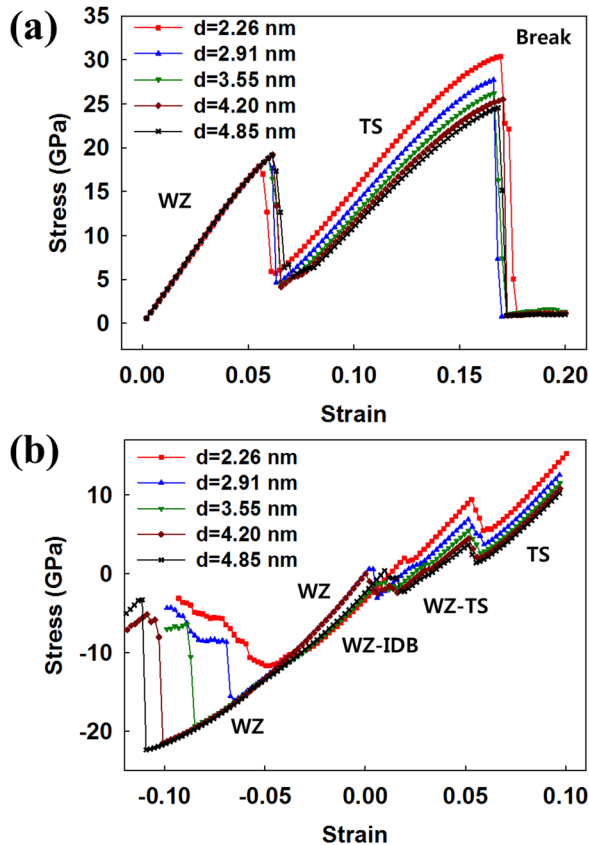 (a)
d=2.26 nm
d=2.91 nm
d=3.55 nm
d=4.20 nm
d=4.85 nm
Break
TS
WZ
Stress (GPa)
35
30
25
20
15
10
5
0
0.00 0.05 0.10 0.15 0.20
Strain
(b)
d=2.26 nm
d=2.91 nm
d=3.55 nm
d=4.20 nm
d=4.85 nm
WZ
TS
WZ-TS
WZ-IDB
WZ
Stress (GPa)
10
0
-10
-20
-0.10 -0.05 0.00 0.05 0.10
Strain